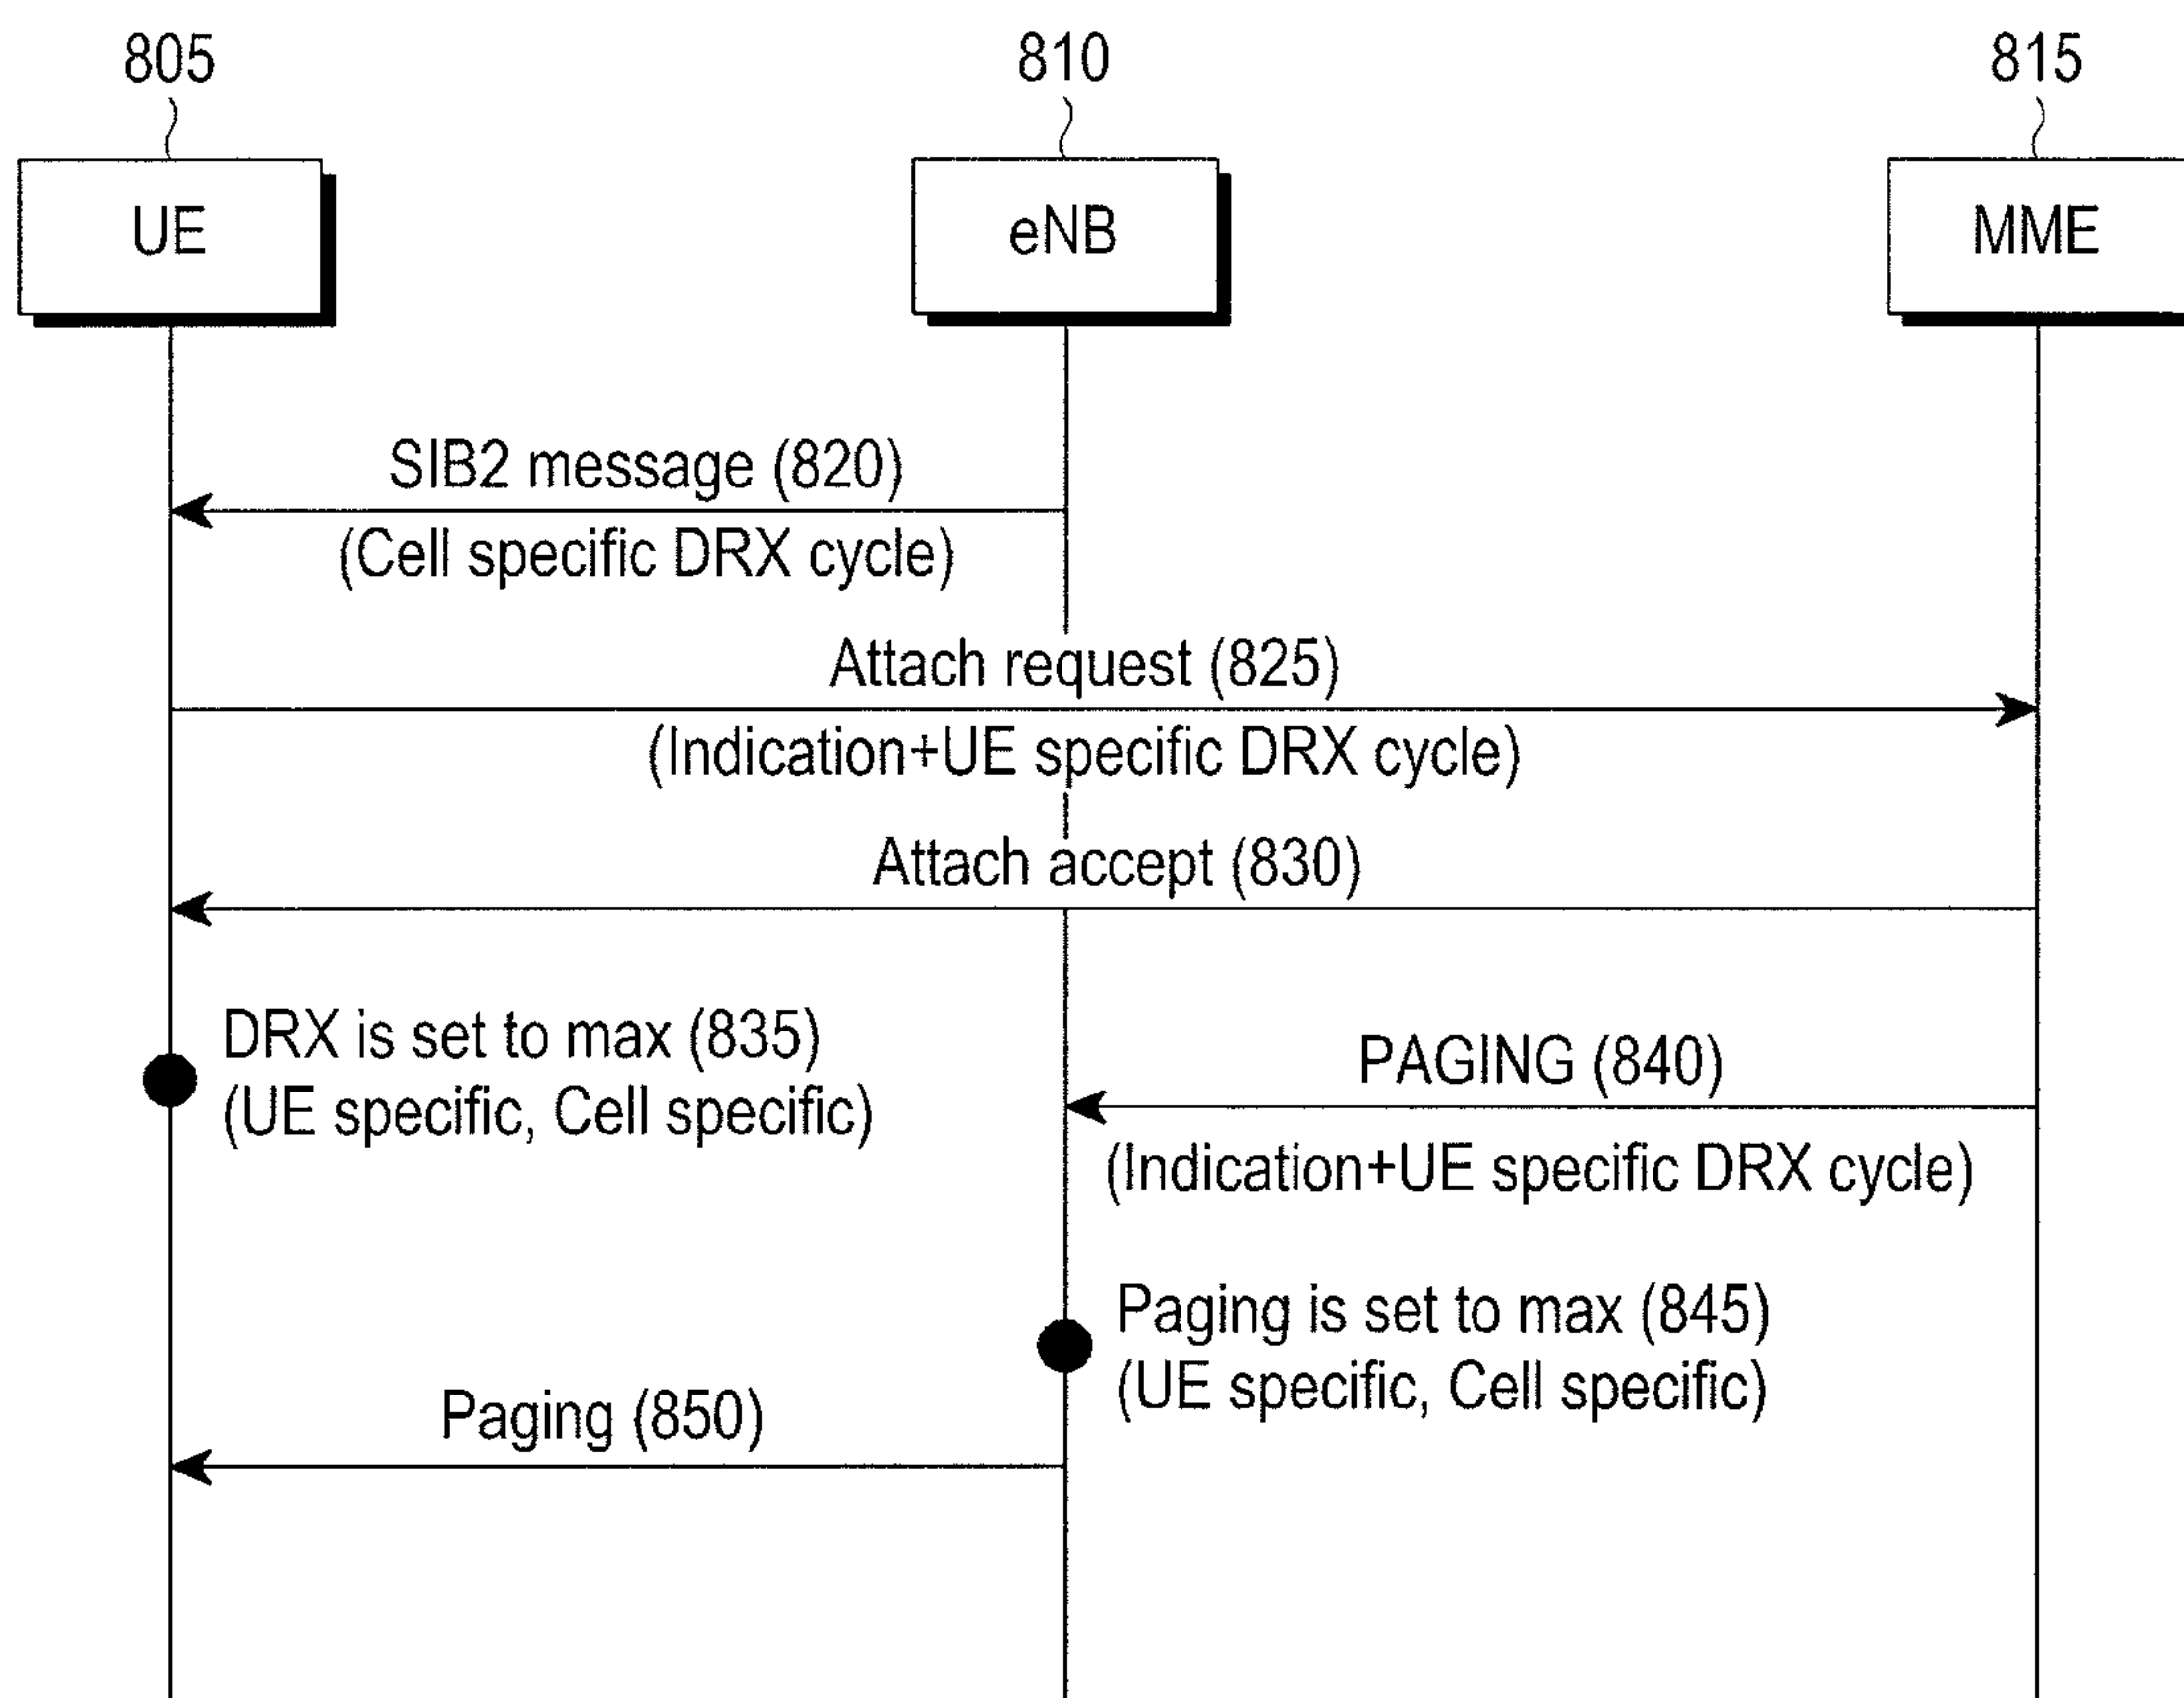 805
810
815
UE
eNB
MME
SIB2 message (820)
(Cell specific DRX cycle)
Attach request (825)
(Indication+UE specific DRX cycle)
Attach accept (830)
DRX is set to max (835)
(UE specific, Cell specific)
PAGING (840)
(Indication+UE specific DRX cycle)
Paging is set to max (845)
(UE specific, Cell specific)
Paging (850)